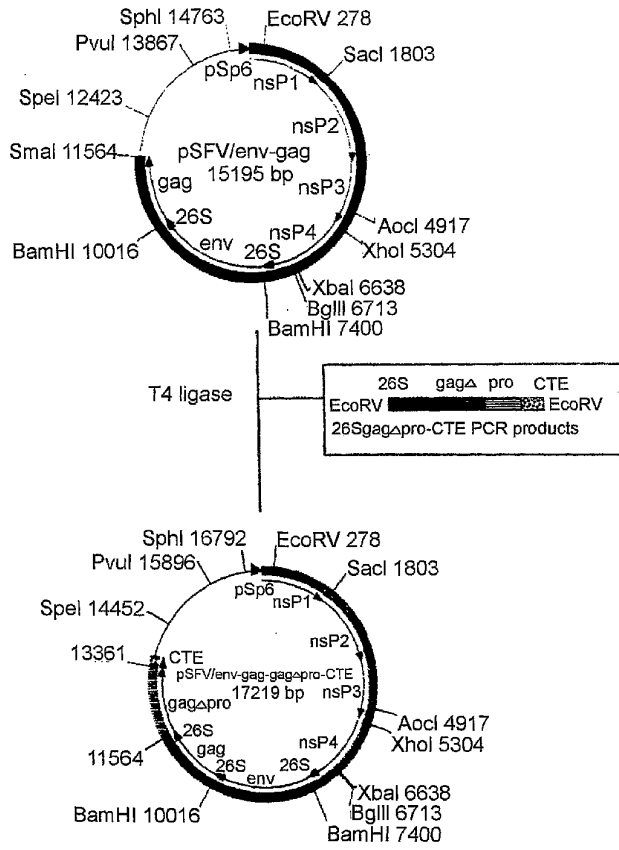 SphI 14763
EcoRV 278
PvuI 13867
SacI 1803
pSp6
nsP1
SpeI 12423
nsP2
SmaI 11564
pSFV/env-gag
15195 bp
gag
nsP3
26S
nsP4
AocI 4917
env
26S
XhoI 5304
BamHI 10016
XbaI 6638
BglII 6713
BamHI 7400
T4 ligase
26S gag△ pro CTE
EcoRV EcoRV
26Sgag△pro-CTE PCR products
SphI 16792
EcoRV 278
PvuI 15896
SacI 1803
pSp6
nsP1
SpeI 14452
nsP2
13361
CTE
pSFV/env-gag-gag△pro-CTE
17219 bp
nsP3
gag△pro
AocI 4917
26S
nsP4
XhoI 5304
11564
gag
26S
26S
env
XbaI 6638
BamHI 10016
BglII 6713
BamHI 7400